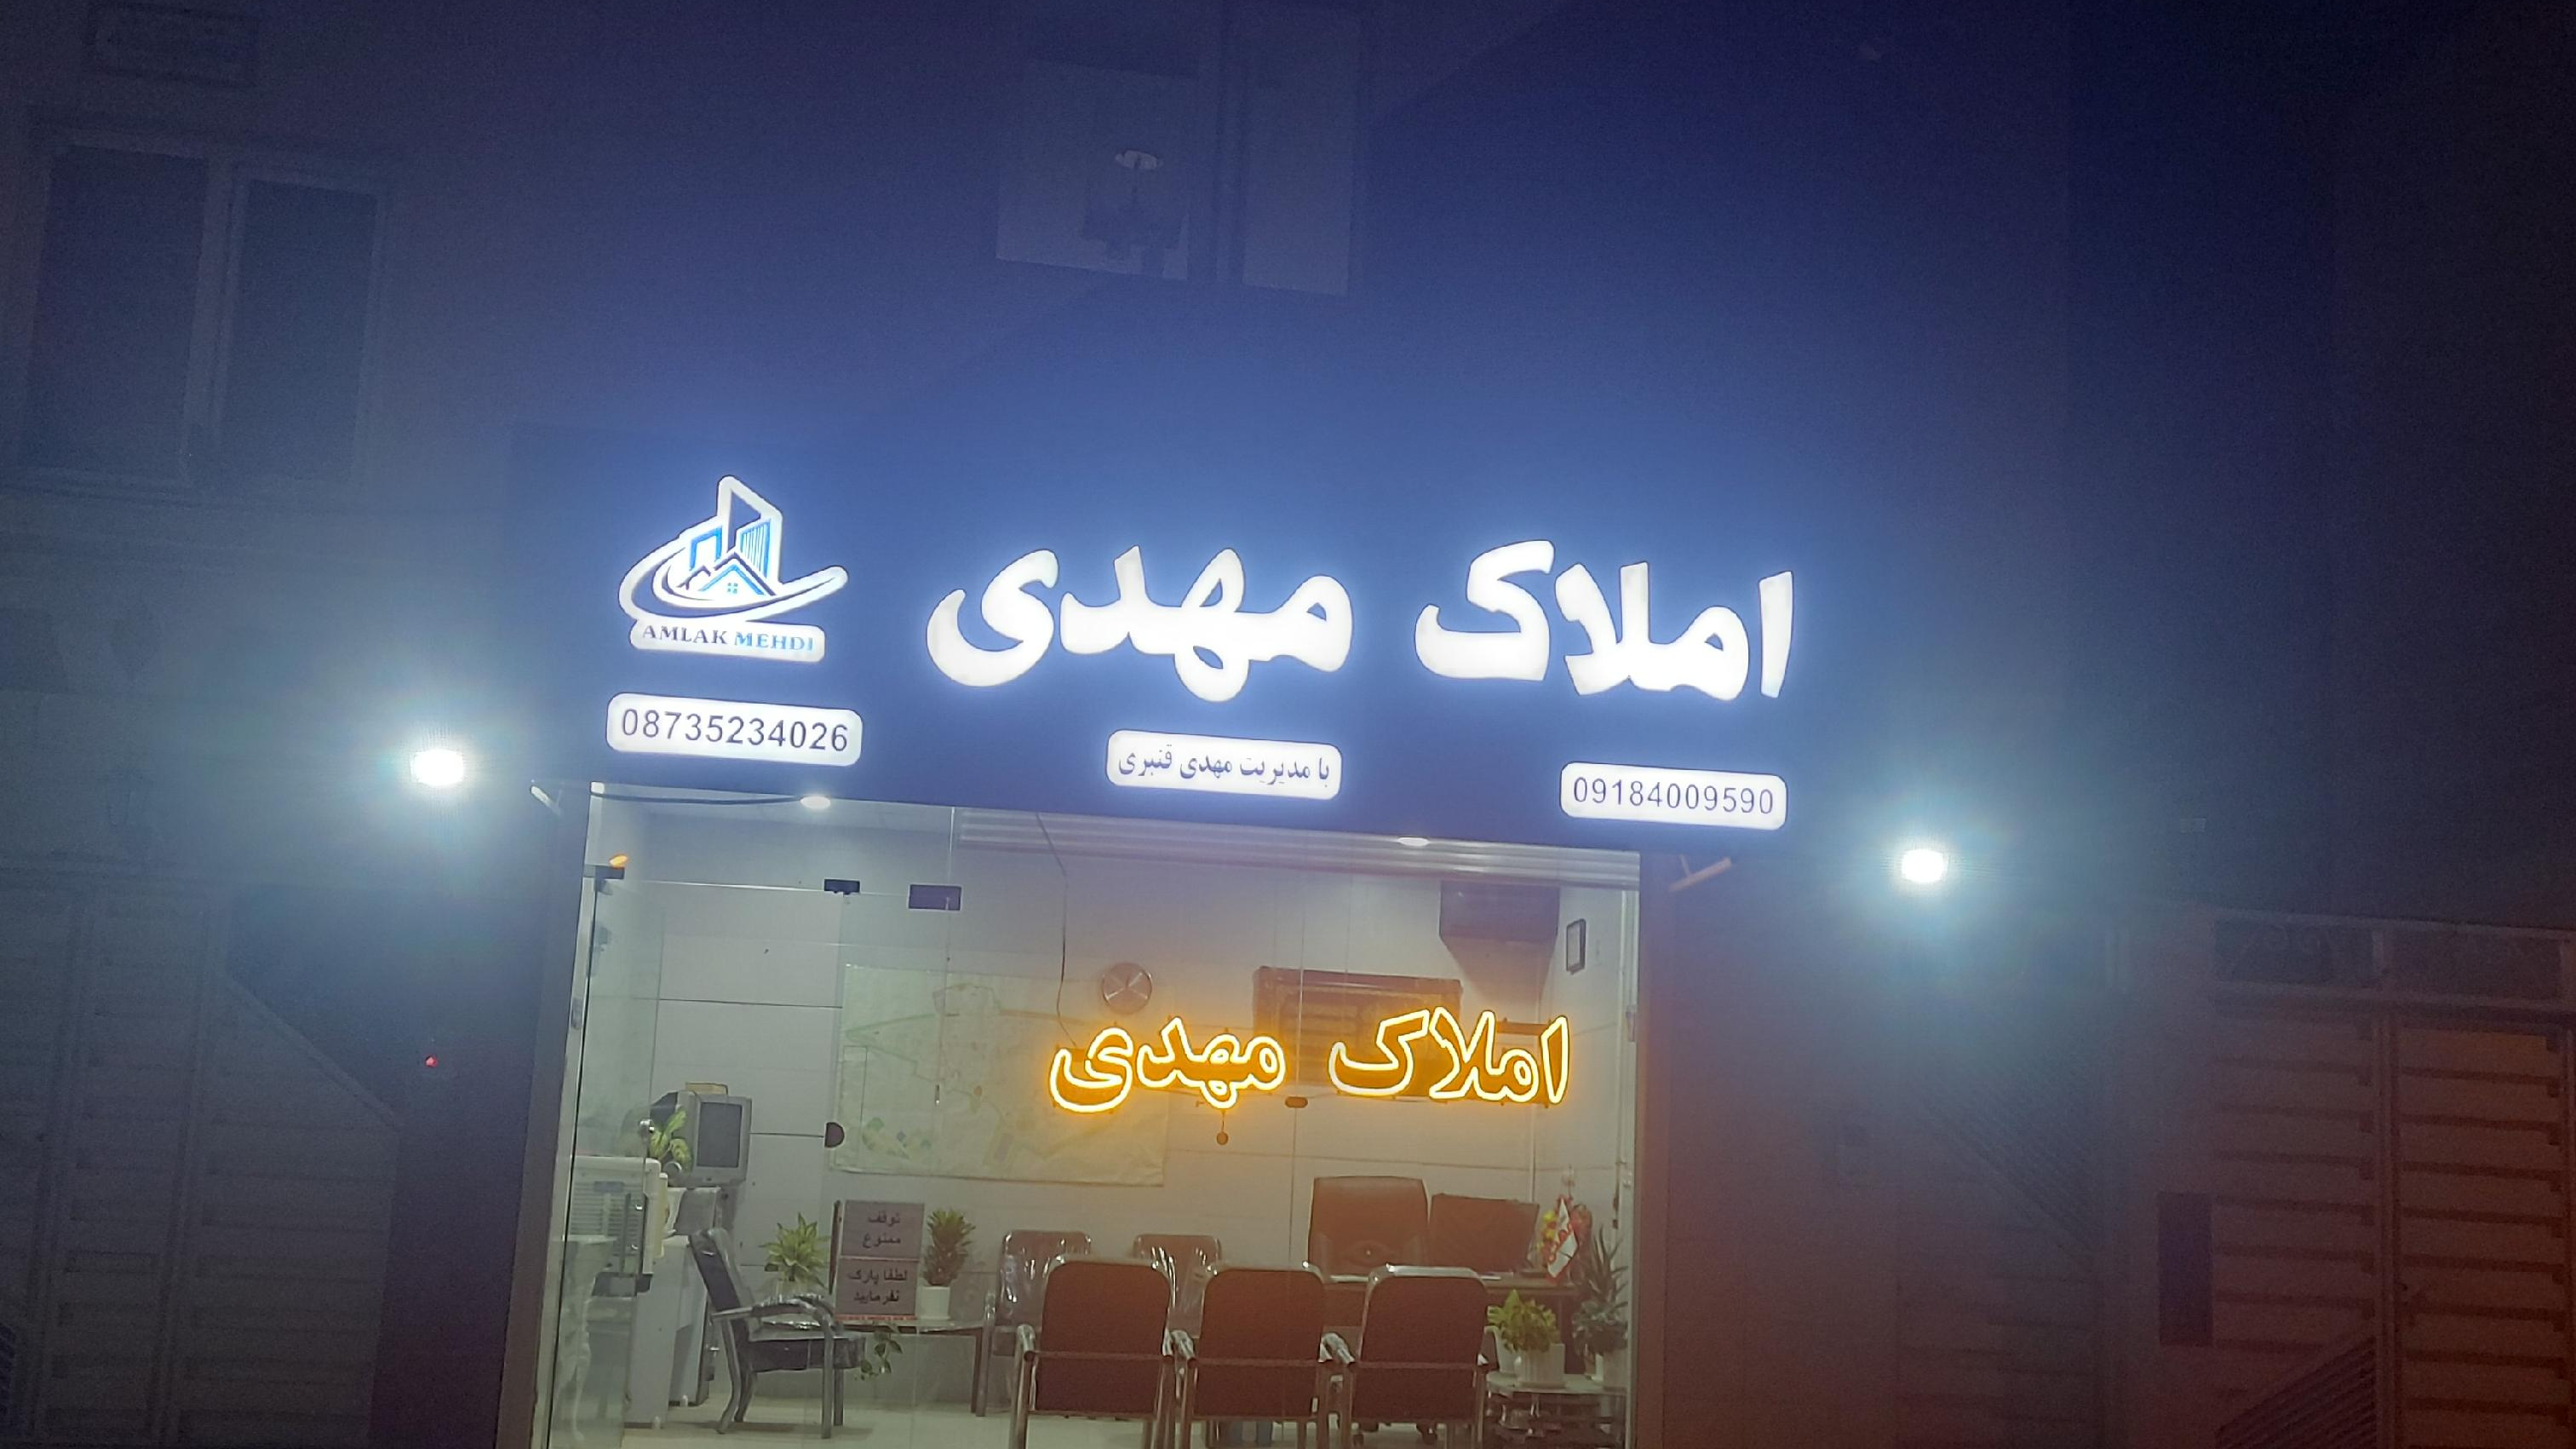 املاک مهدی
AMLAK MEHDI
08735234026
با مدیریت مهدی قنبری
09184009590
املاک مهدی
توقف
ممنوع
لطفا پارک
نفرمایید